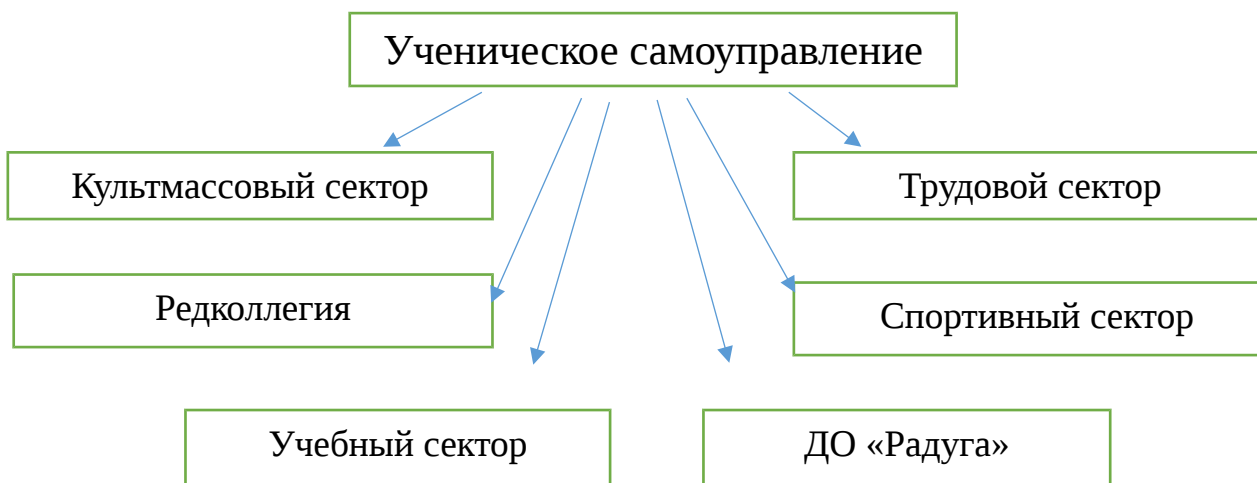 Ученическое самоуправление
Культмассовый сектор
Трудовой сектор
Редколлегия
Спортивный сектор
Учебный сектор
ДО «Радуга»